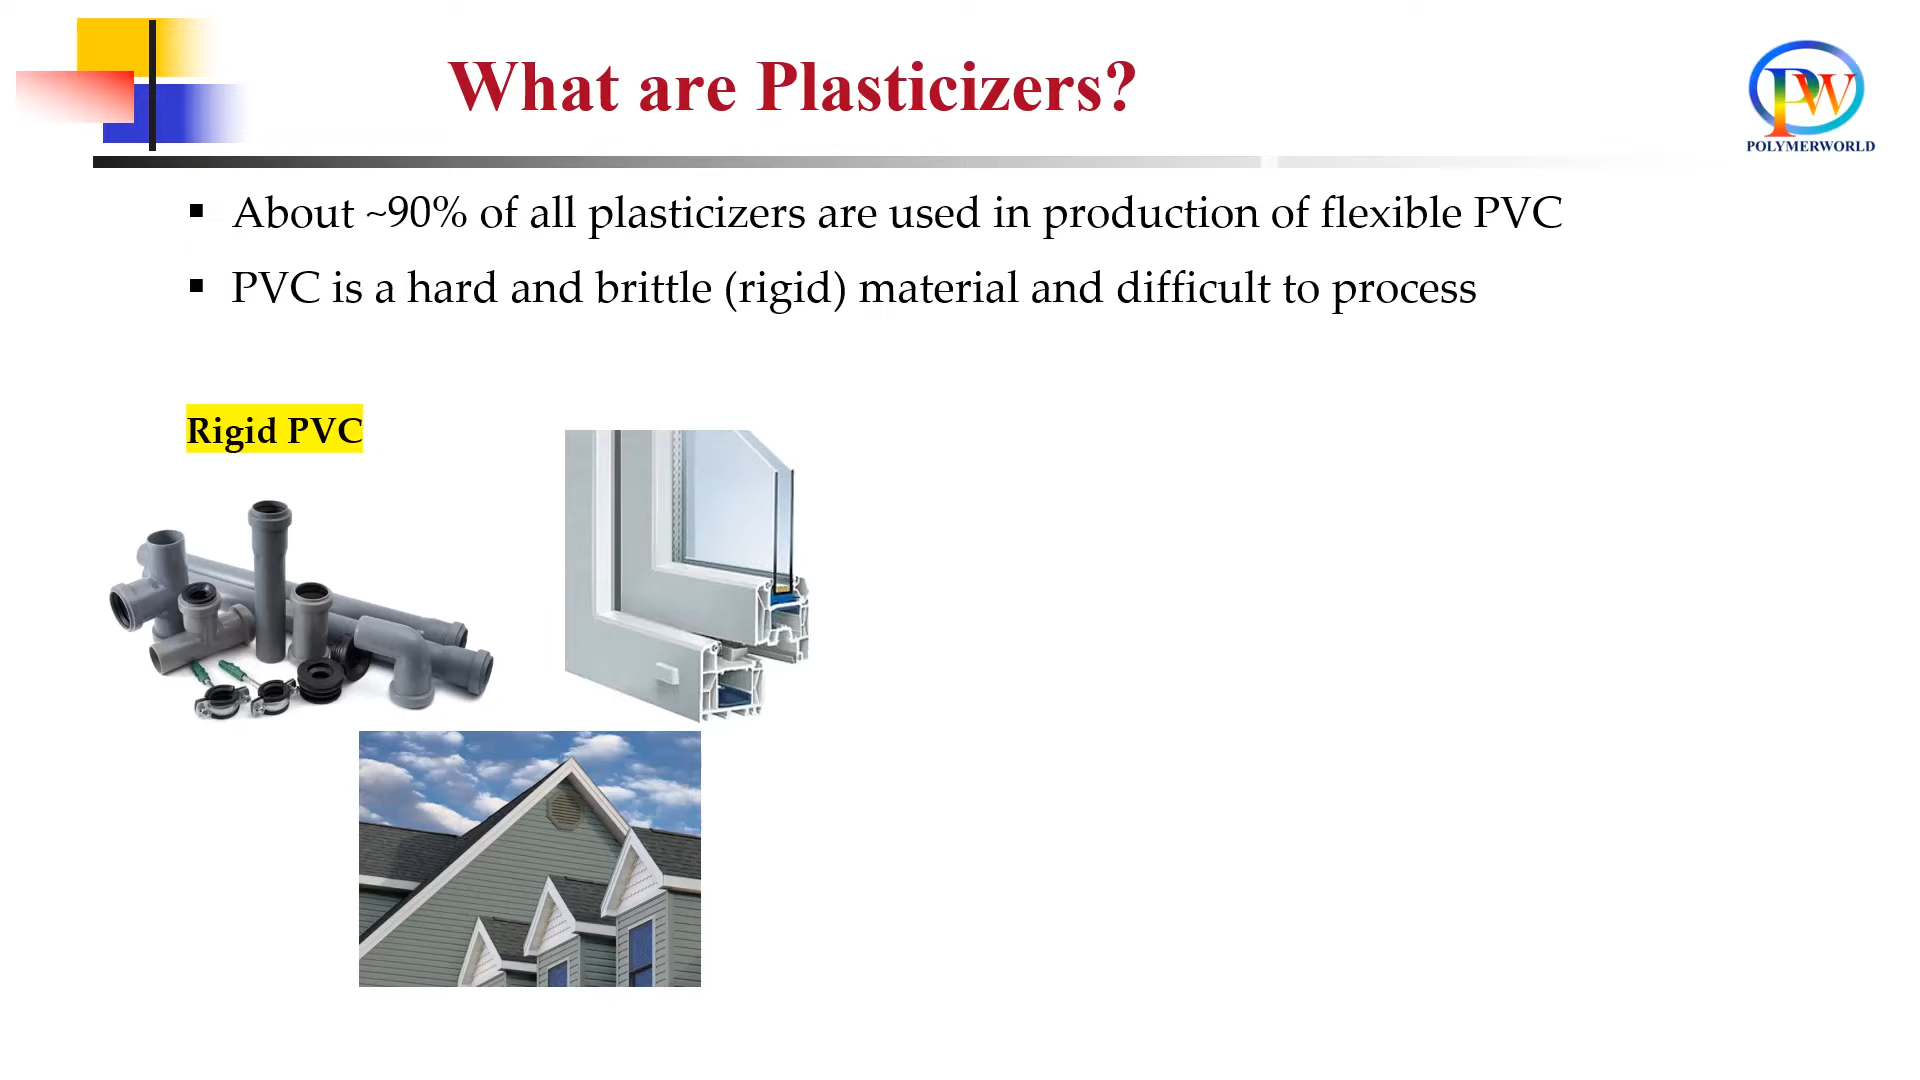 What are Plasticizers?
PW
POLYMERWORLD
About ~90% of all plasticizers are used in production of flexible PVC
PVC is a hard and brittle (rigid) material and difficult to process
Rigid PVC